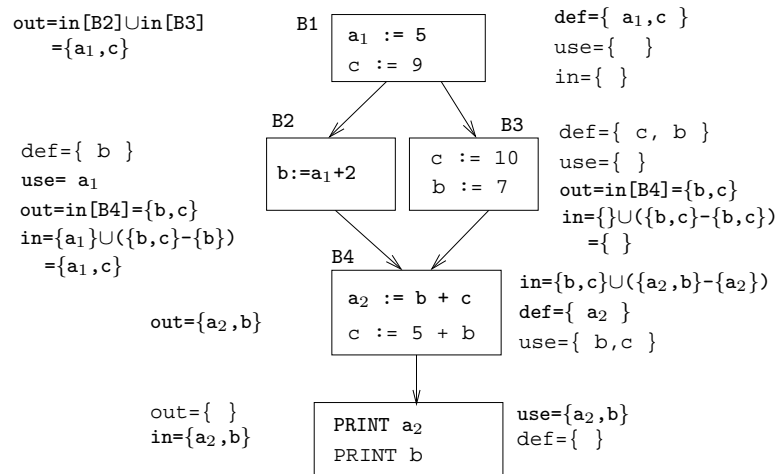 out=in[B2]∪in[B3]
={a₁,c}
B1
a₁ := 5
c := 9
def={ a₁,c }
use={ }
in={ }
def={ b }
use= a₁
out=in[B4]={b,c}
in={a₁}∪({b,c}-{b})
={a₁,c}
B2
b:=a₁+2
B3
c := 10
b := 7
def={ c, b }
use={ }
out=in[B4]={b,c}
in={}∪({b,c}-{b,c})
={ }
out={a₂,b}
B4
a₂ := b + c
c := 5 + b
in={b,c}∪({a₂,b}-{a₂})
def={ a₂ }
use={ b,c }
out={ }
in={a₂,b}
PRINT a₂
PRINT b
use={a₂,b}
def={ }